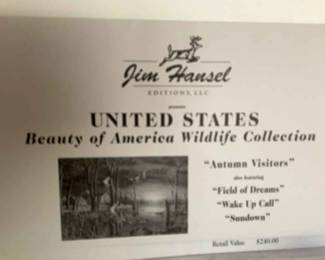 Jim Hansel
EDITIONS, LLC
presents
UNITED STATES
Beauty of America Wildlife Collection
"Autumn Visitors"
also featuring
"Field of Dreams"
"Wake Up Call"
"Sundown"
Retail Value $240.00